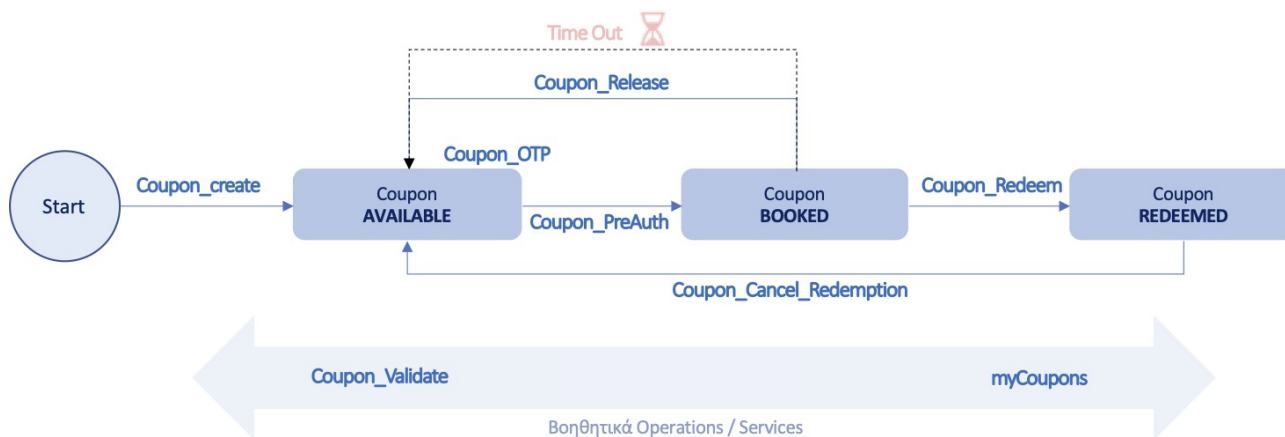 Time Out
Coupon_Release
Coupon_OTP
Coupon_create
Start
Coupon
AVAILABLE
Coupon_PreAuth
Coupon
BOOKED
Coupon_Redeem
Coupon
REDEEMED
Coupon_Cancel_Redemption
Coupon_Validate
myCoupons
Βοηθητικά Operations / Services